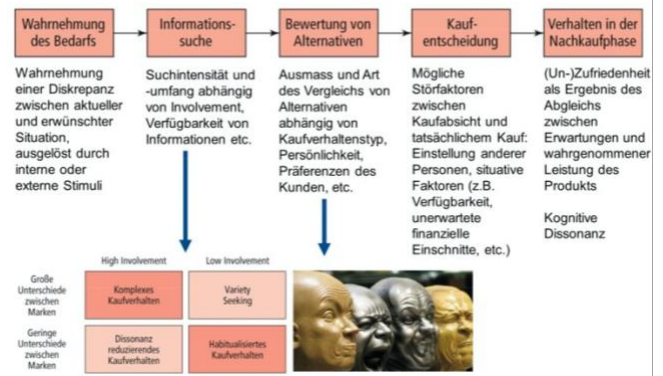 Wahrnehmung
des Bedarfs
Informations-
suche
Bewertung von
Alternativen
Kauf-
entscheidung
Verhalten in der
Nachkaufphase
Wahrnehmung
einer Diskrepanz
zwischen aktueller
und erwünschter
Situation,
ausgelöst durch
interne oder
externe Stimuli
Suchintensität und
-umfang abhängig
von Involvement,
Verfügbarkeit von
Informationen etc.
Ausmass und Art
des Vergleichs von
Alternativen
abhängig von
Kaufverhaltenstyp,
Persönlichkeit,
Präferenzen des
Kunden, etc.
Mögliche
Störfaktoren
zwischen
Kaufabsicht und
tatsächlichem Kauf:
Einstellung anderer
Personen, situative
Faktoren (z.B.
Verfügbarkeit,
unerwartete
finanzielle
Einschnitte, etc.)
(Un-)Zufriedenheit
als Ergebnis des
Abgleichs
zwischen
Erwartungen und
wahrgenommener
Leistung des
Produkts
Kognitive
Dissonanz
High Involvement
Low Involvement
Große
Unterschiede
zwischen
Marken
Komplexes
Kaufverhalten
Variety
Seeking
Geringe
Unterschiede
zwischen
Marken
Dissonanz
reduzierendes
Kaufverhalten
Habitualisiertes
Kaufverhalten